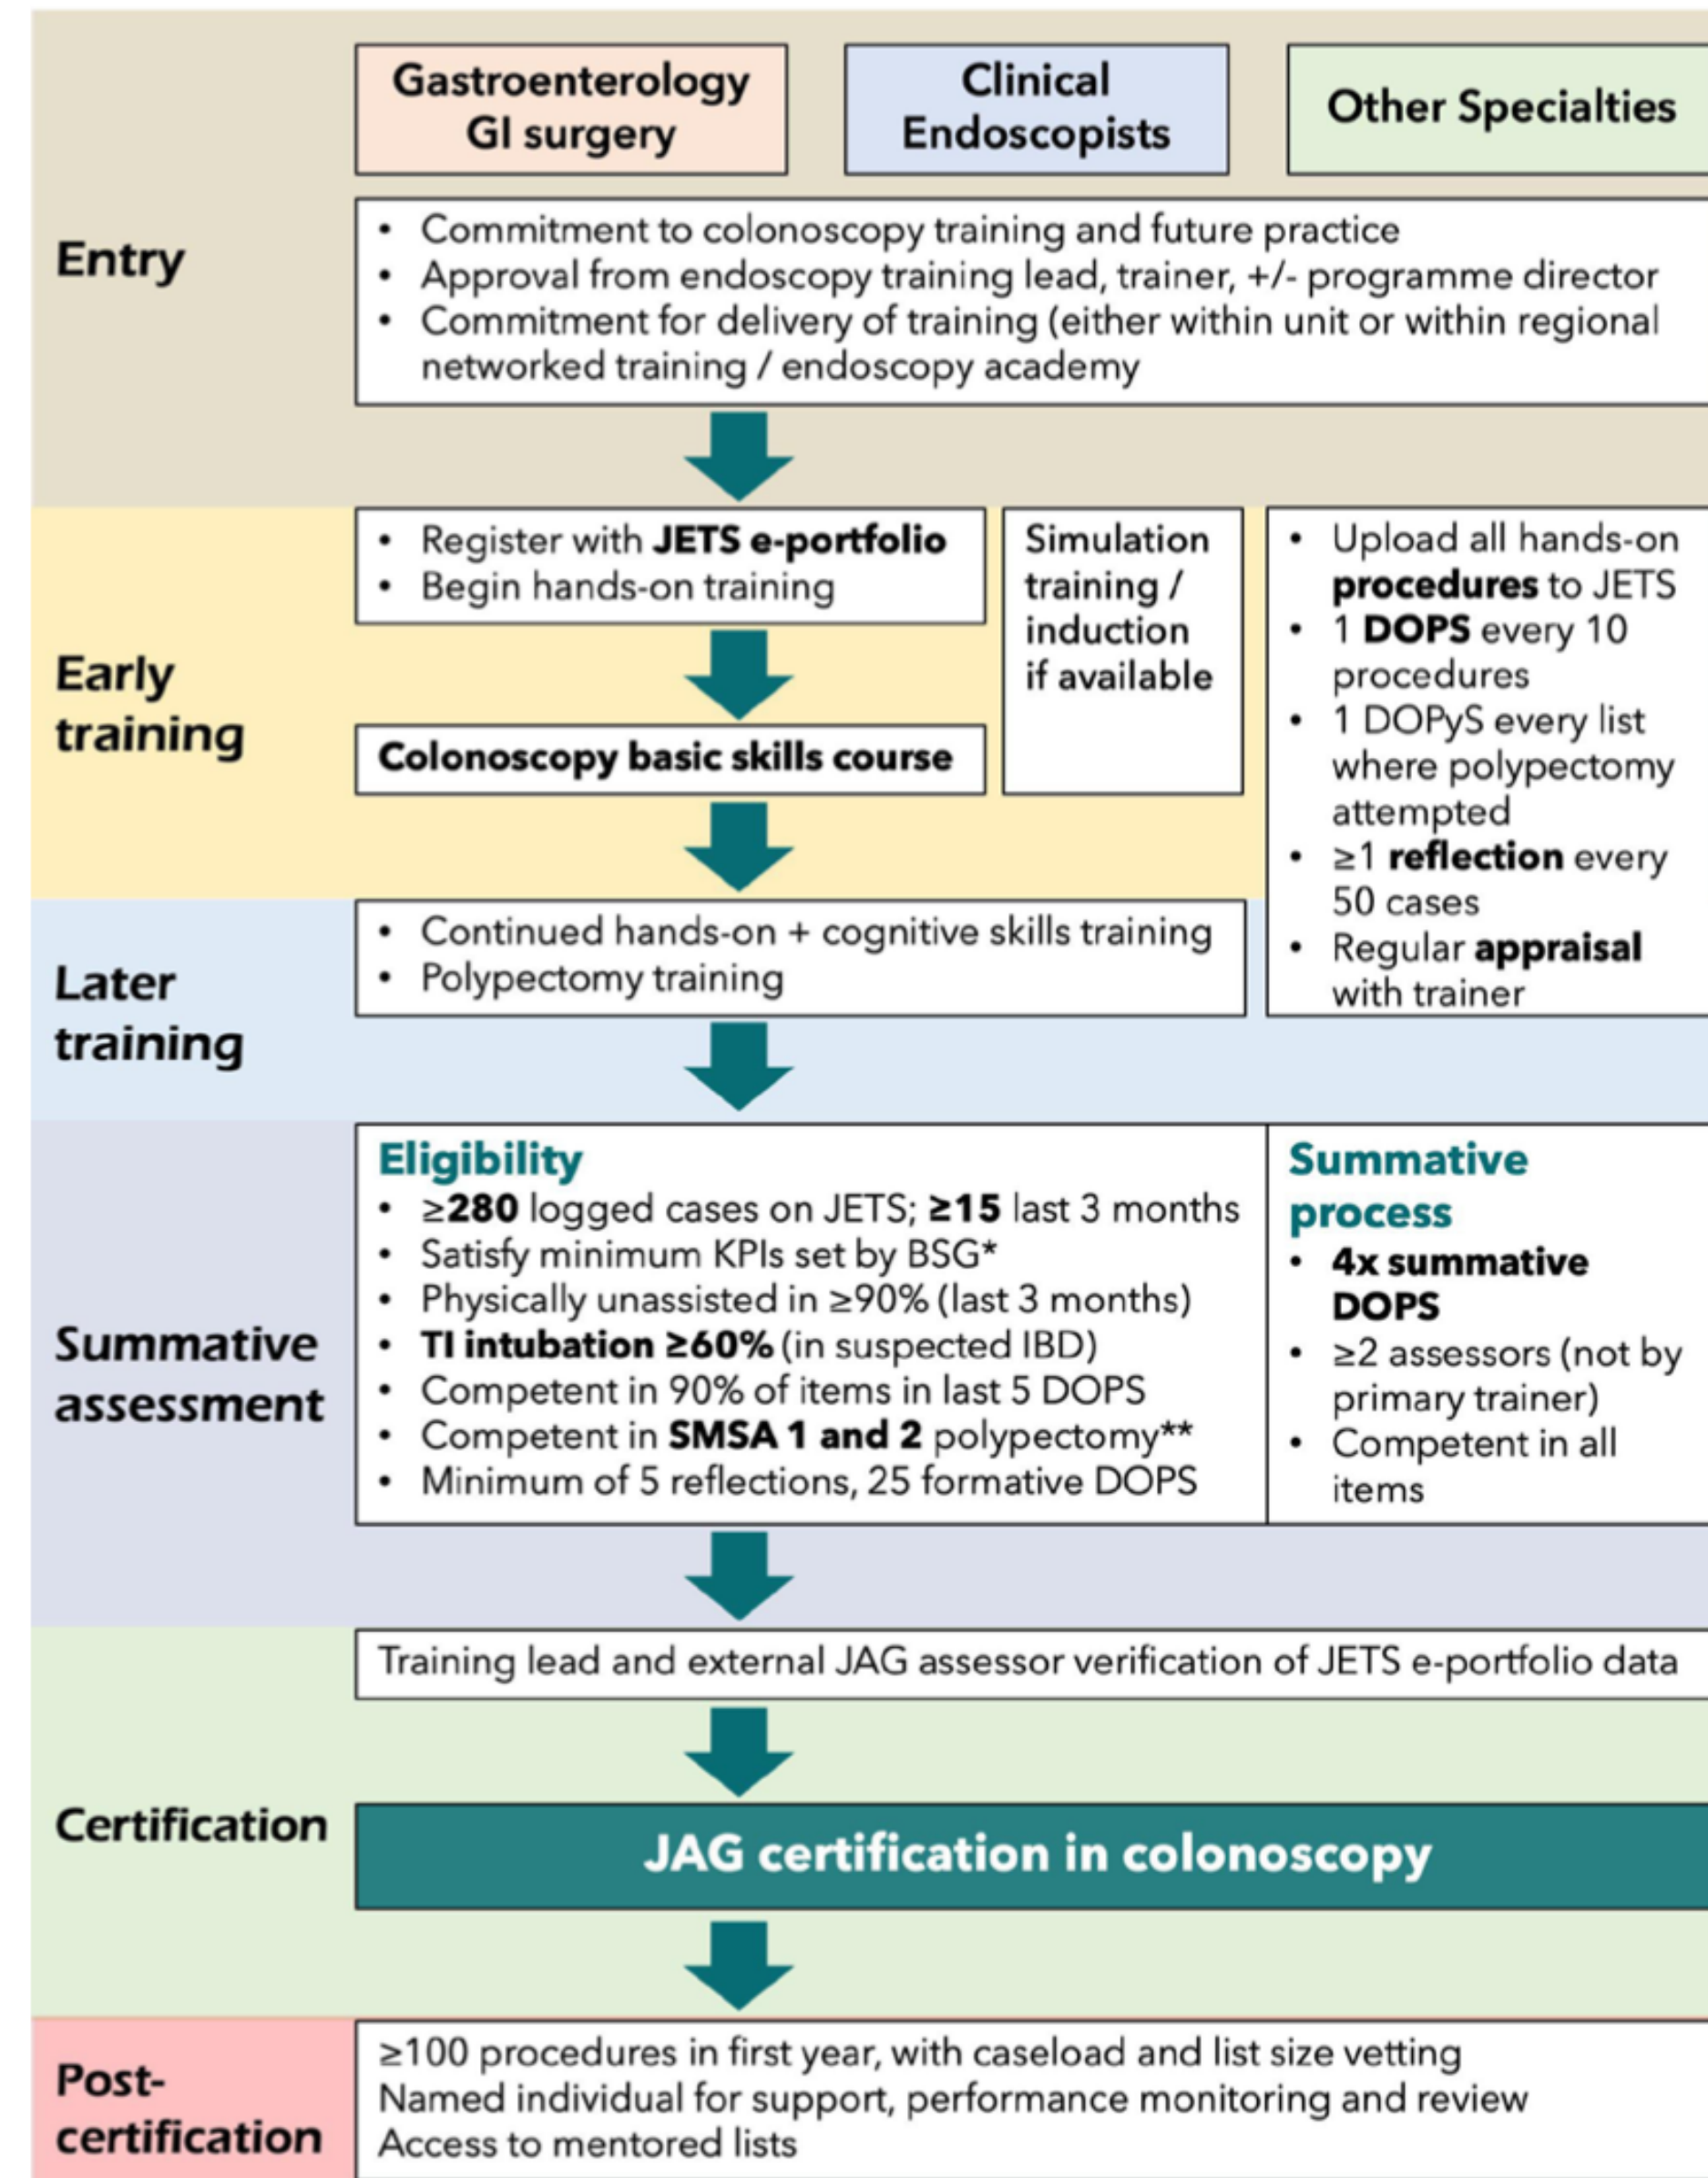 Gastroenterology
GI surgery
Clinical
Endoscopists
Other Specialties
Entry
• Commitment to colonoscopy training and future practice
• Approval from endoscopy training lead, trainer, +/- programme director
• Commitment for delivery of training (either within unit or within regional
networked training / endoscopy academy
Early
training
• Register with JETS e-portfolio
• Begin hands-on training
Colonoscopy basic skills course
Simulation
training /
induction
if available
• Upload all hands-on
procedures to JETS
• 1 DOPS every 10
procedures
• 1 DOPyS every list
where polypectomy
attempted
• ≥1 reflection every
50 cases
• Regular appraisal
with trainer
Later
training
• Continued hands-on + cognitive skills training
• Polypectomy training
Summative
assessment
Eligibility
• ≥280 logged cases on JETS; ≥15 last 3 months
• Satisfy minimum KPIs set by BSG*
• Physically unassisted in ≥90% (last 3 months)
• TI intubation ≥60% (in suspected IBD)
• Competent in 90% of items in last 5 DOPS
• Competent in SMSA 1 and 2 polypectomy**
• Minimum of 5 reflections, 25 formative DOPS
Summative
process
• 4x summative
DOPS
• ≥2 assessors (not by
primary trainer)
• Competent in all
items
Certification
Training lead and external JAG assessor verification of JETS e-portfolio data
JAG certification in colonoscopy
Post-
certification
≥100 procedures in first year, with caseload and list size vetting
Named individual for support, performance monitoring and review
Access to mentored lists